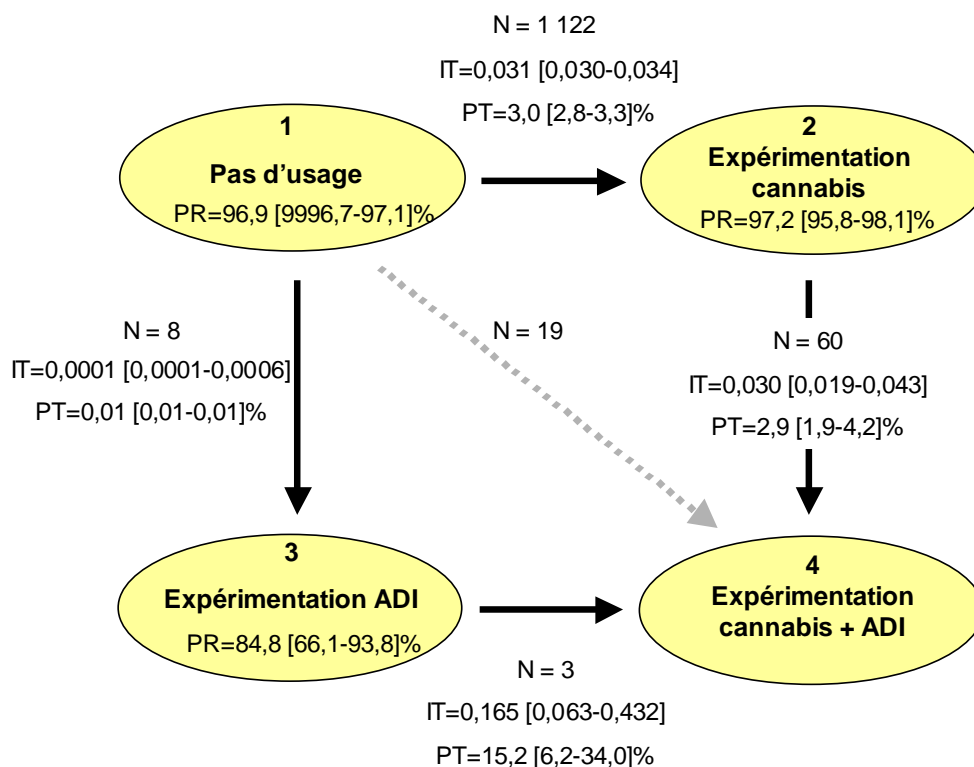 N = 1 122
IT=0,031 [0,030-0,034]
PT=3,0 [2,8-3,3]%
1
Pas d'usage
PR=96,9 [9996,7-97,1]%
2
Expérimentation
cannabis
PR=97,2 [95,8-98,1]%
N = 8
IT=0,0001 [0,0001-0,0006]
PT=0,01 [0,01-0,01]%
N = 19
N = 60
IT=0,030 [0,019-0,043]
PT=2,9 [1,9-4,2]%
3
Expérimentation ADI
PR=84,8 [66,1-93,8]%
4
Expérimentation
cannabis + ADI
N = 3
IT=0,165 [0,063-0,432]
PT=15,2 [6,2-34,0]%